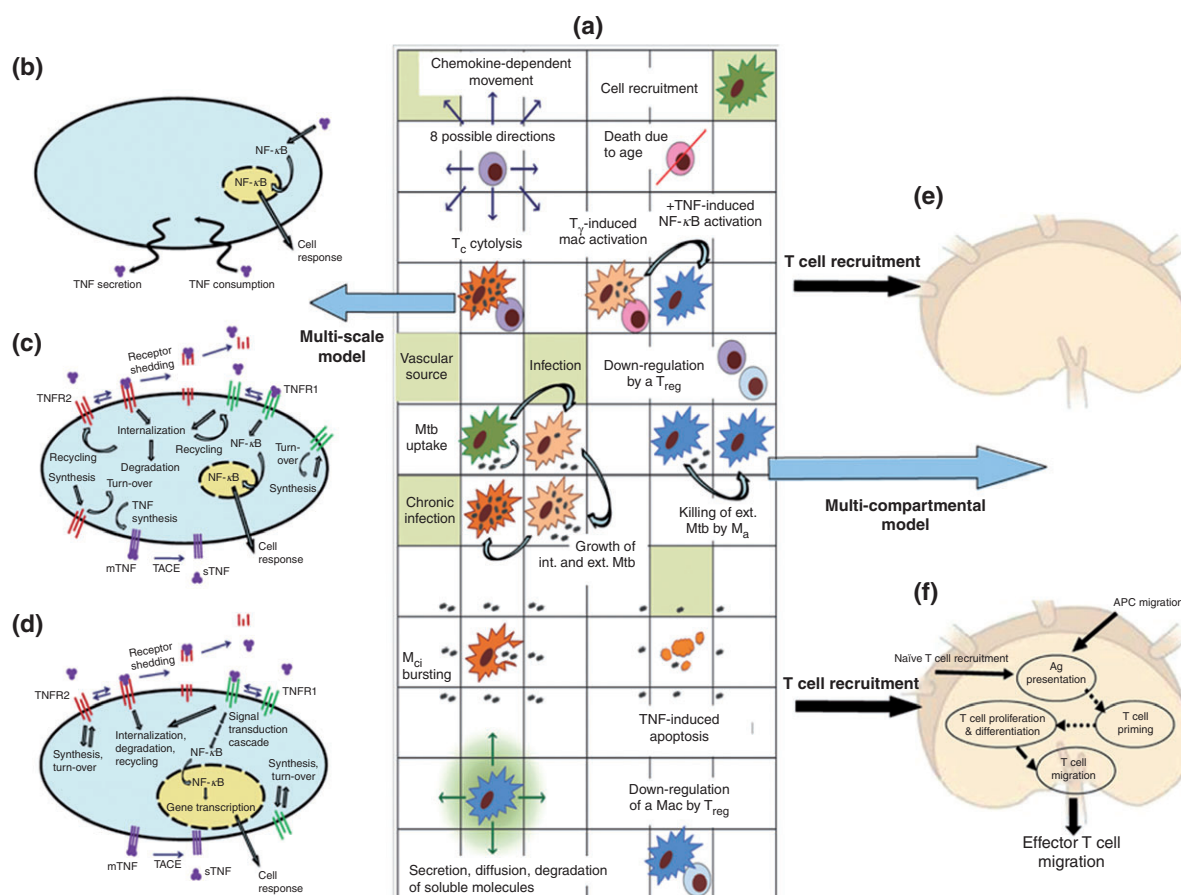 (a)
Chemokine-dependent
movement
Cell recruitment
8 possible directions
Death due
to age
+TNF-induced
NF-κB activation
Tγ-induced
mac activation
Tc cytolysis
Vascular
source
Infection
Down-regulation
by a Treg
Mtb
uptake
Chronic
infection
Killing of ext.
Mtb by Ma
Growth of
int. and ext. Mtb
Mci
bursting
TNF-induced
apoptosis
Down-regulation
of a Mac by Treg
Secretion, diffusion, degradation
of soluble molecules
(b)
NF-κB
NF-κB
Cell
response
TNF secretion
TNF consumption
Multi-scale
model
(c)
Receptor
shedding
TNFR2
TNFR1
Internalization
Recycling
NF-κB
Turn-
over
Recycling
Degradation
NF-κB
Synthesis
Turn-over
Synthesis
TNF
synthesis
Cell
response
mTNF
TACE
sTNF
(d)
Receptor
shedding
TNFR2
TNFR1
Signal
transduction
cascade
Internalization,
degradation,
recycling
Synthesis,
turn-over
NF-κB
Synthesis,
turn-over
NF-κB
Gene transcription
mTNF
TACE
sTNF
Cell
response
(e)
T cell recruitment
Multi-compartmental
model
(f)
APC migration
Naïve T cell recruitment
Ag
presentation
T cell recruitment
T cell proliferation
& differentiation
T cell
priming
T cell
migration
Effector T cell
migration